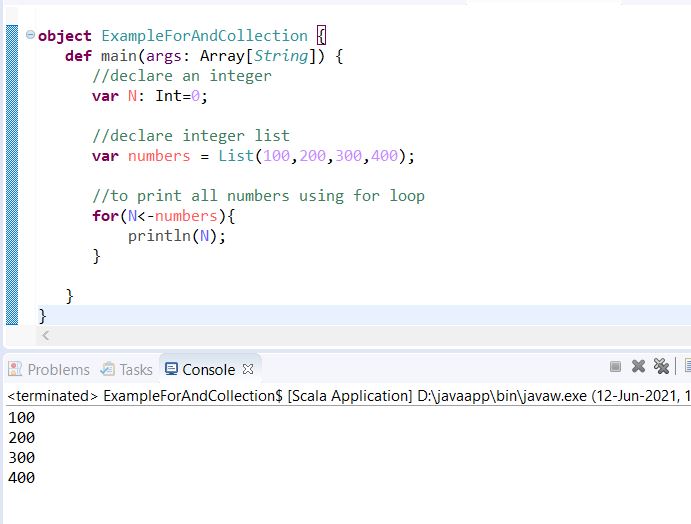 object ExampleForAndCollection {
def main(args: Array[String]) {
//declare an integer
var N: Int=0;
//declare integer list
var numbers = List(100,200,300,400);
//to print all numbers using for loop
for(N<-numbers){
println(N);
}
}
}
Problems Tasks Console
<terminated> ExampleForAndCollection$ [Scala Application] D:\javaapp\bin\javaw.exe (12-Jun-2021, 1
100
200
300
400